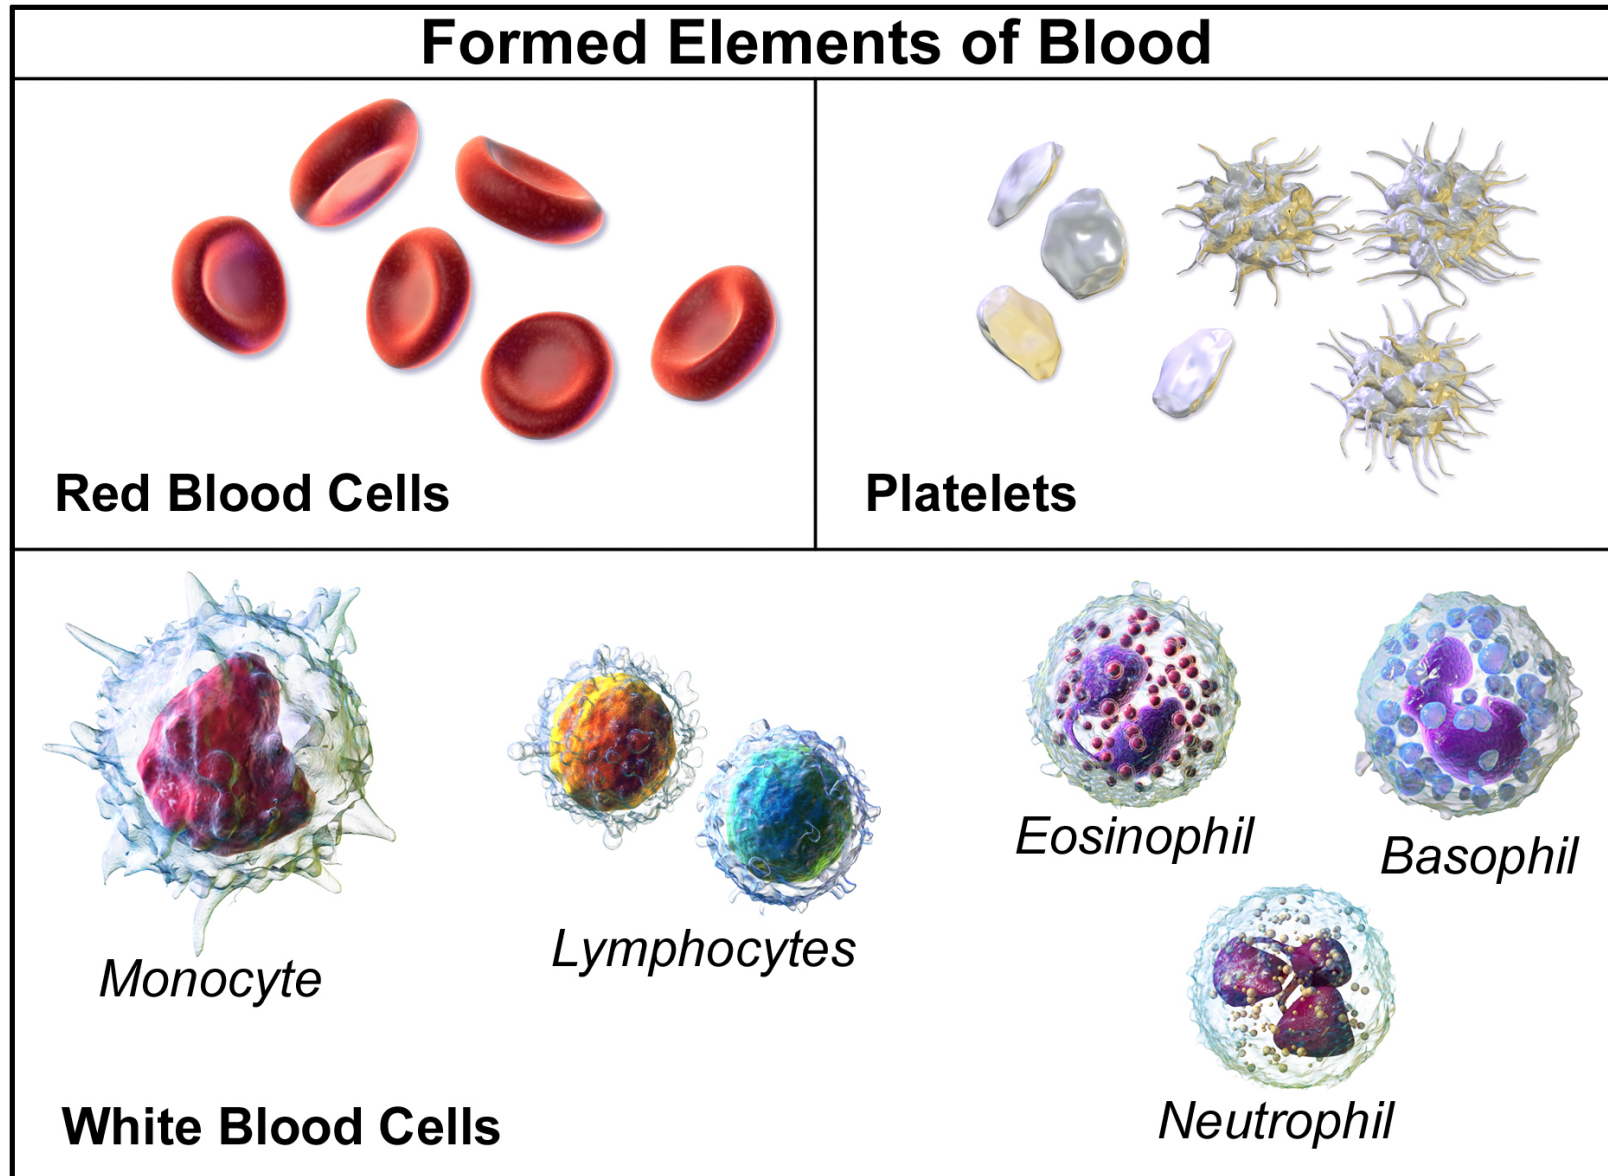 Formed Elements of Blood
Red Blood Cells
Platelets
Monocyte
Lymphocytes
Eosinophil
Basophil
Neutrophil
White Blood Cells